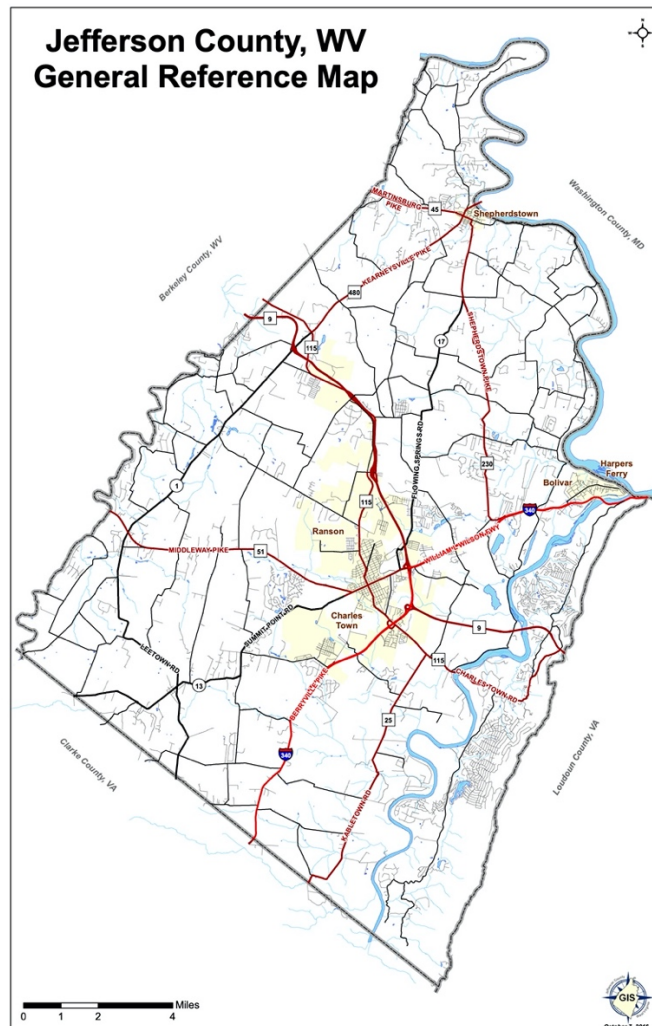 Jefferson County, WV
General Reference Map
MARTINSBURG
PIKE
45
Shepherdstown
Washington County, MD
Berkeley County, WV
KEARNEYSVILLE PIKE
480
9
115
17
SHEPHERDSTOWN PIKE
FLOWING SPRINGS RD
230
Harpers
Ferry
Bolivar
1
340
115
Ranson
WILLIAM L WILSON FWY
MIDDLEWAY PIKE
51
SUMMIT POINT RD
Charles
Town
9
LEETOWN RD
115
CHARLES TOWN RD
13
BERRYVILLE PIKE
25
340
KABLETOWN RD
Clarke County, VA
Loudoun County, VA
Miles
0 1 2 4
GIS